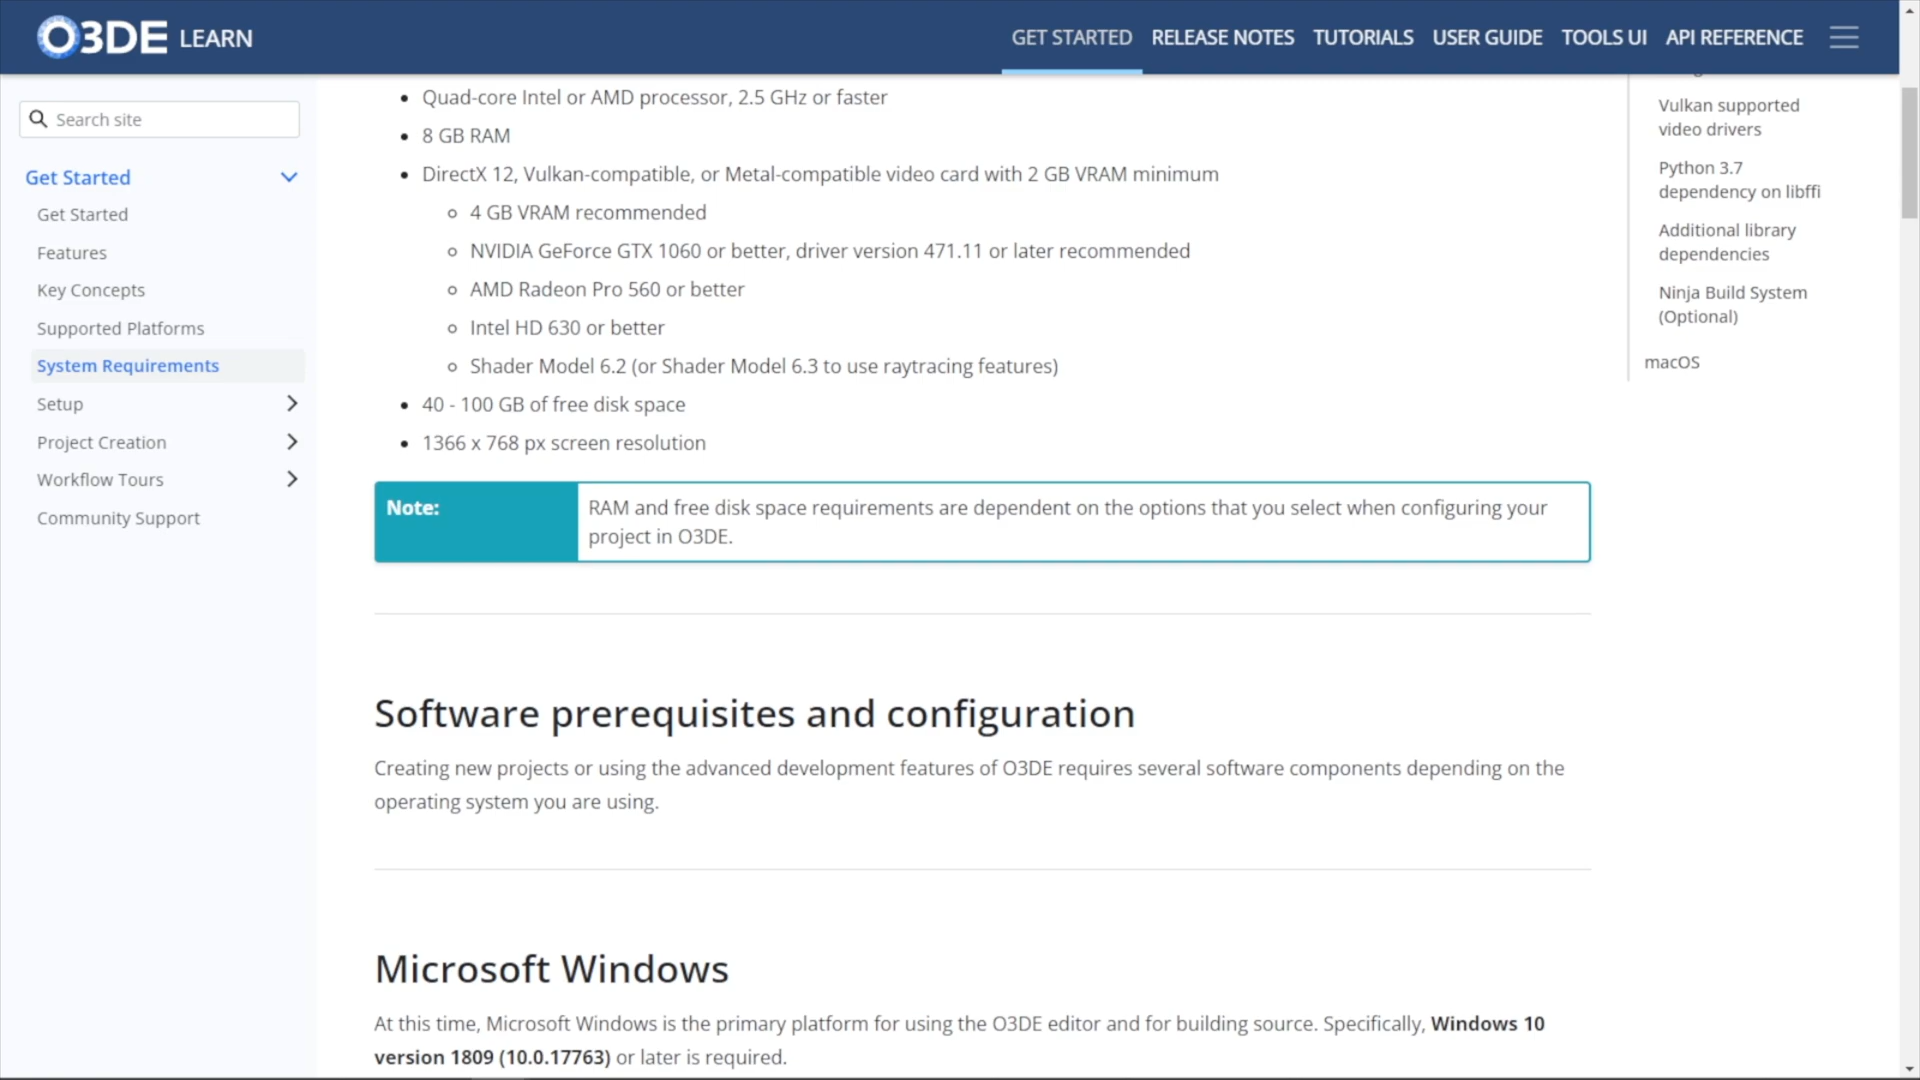 O3DE LEARN
GET STARTED
RELEASE NOTES
TUTORIALS
USER GUIDE
TOOLS UI
API REFERENCE
Search site
Get Started
Get Started
Features
Key Concepts
Supported Platforms
System Requirements
Setup
Project Creation
Workflow Tours
Community Support
Quad-core Intel or AMD processor, 2.5 GHz or faster
8 GB RAM
DirectX 12, Vulkan-compatible, or Metal-compatible video card with 2 GB VRAM minimum
4 GB VRAM recommended
NVIDIA GeForce GTX 1060 or better, driver version 471.11 or later recommended
AMD Radeon Pro 560 or better
Intel HD 630 or better
Shader Model 6.2 (or Shader Model 6.3 to use raytracing features)
40 - 100 GB of free disk space
1366 x 768 px screen resolution
Note:
RAM and free disk space requirements are dependent on the options that you select when configuring your
project in O3DE.
Software prerequisites and configuration
Creating new projects or using the advanced development features of O3DE requires several software components depending on the
operating system you are using.
Microsoft Windows
At this time, Microsoft Windows is the primary platform for using the O3DE editor and for building source. Specifically, Windows 10
version 1809 (10.0.17763) or later is required.
Vulkan supported
video drivers
Python 3.7
dependency on libffi
Additional library
dependencies
Ninja Build System
(Optional)
macOS